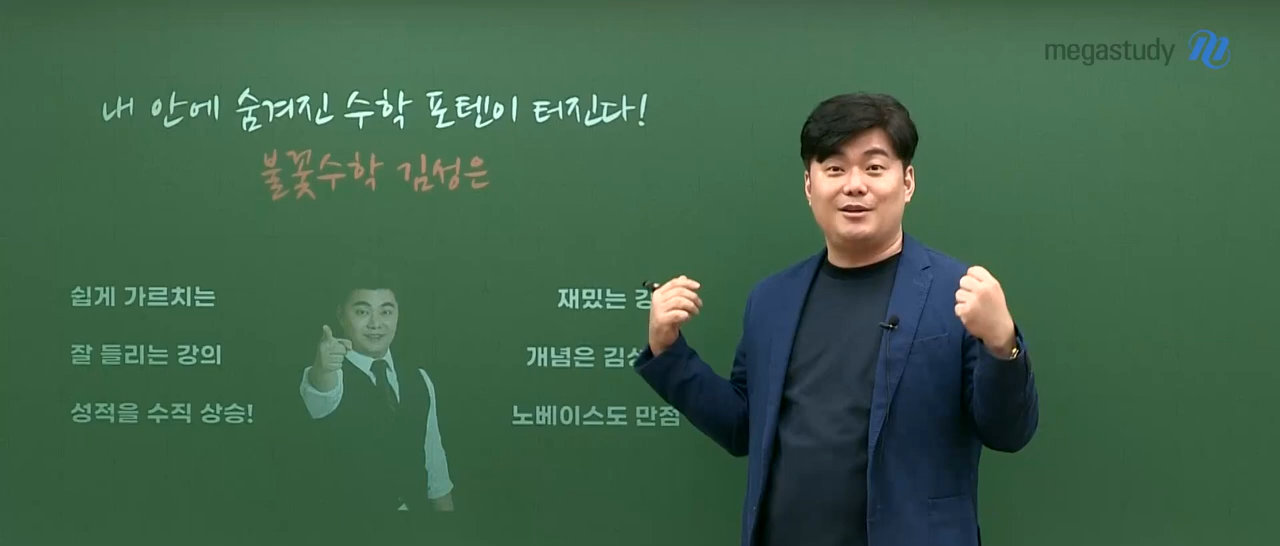 megastudy
내 안에 숨겨진 수학 포텐이 터진다!
불꽃수학 김성은
쉽게 가르치는
잘 들리는 강의
성적을 수직 상승!
재밌는
개념은
노베이스도 만점